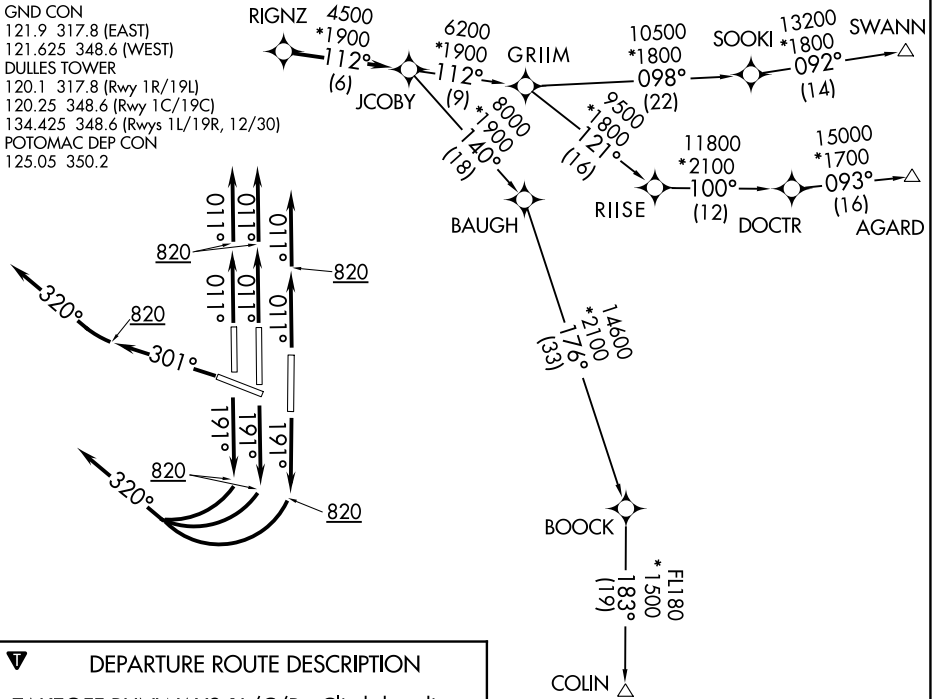 GND CON
121.9 317.8 (EAST)
121.625 348.6 (WEST)
DULLES TOWER
120.1 317.8 (Rwy 1R/19L)
120.25 348.6 (Rwy 1C/19C)
134.425 348.6 (Rwys 1L/19R, 12/30)
POTOMAC DEP CON
125.05 350.2
RIGNZ
4500
*1900
112°
(6)
JCOBY
6200
*1900
112°
(9)
GRIIM
10500
*1800
098°
(22)
SOOKI
13200
*1800
092°
(14)
SWANN
8000
*1900
140°
(18)
BAUGH
9500
*1800
121°
(16)
RIISE
11800
*2100
100°
(12)
DOCTR
15000
*1700
093°
(16)
AGARD
14600
*2100
176°
(33)
BOOCK
FL180
*1500
183°
(19)
COLIN
011°
011°
011°
820
820
011°
011°
011°
320°
820
301°
191°
191°
191°
820
320°
820
T
DEPARTURE ROUTE DESCRIPTION